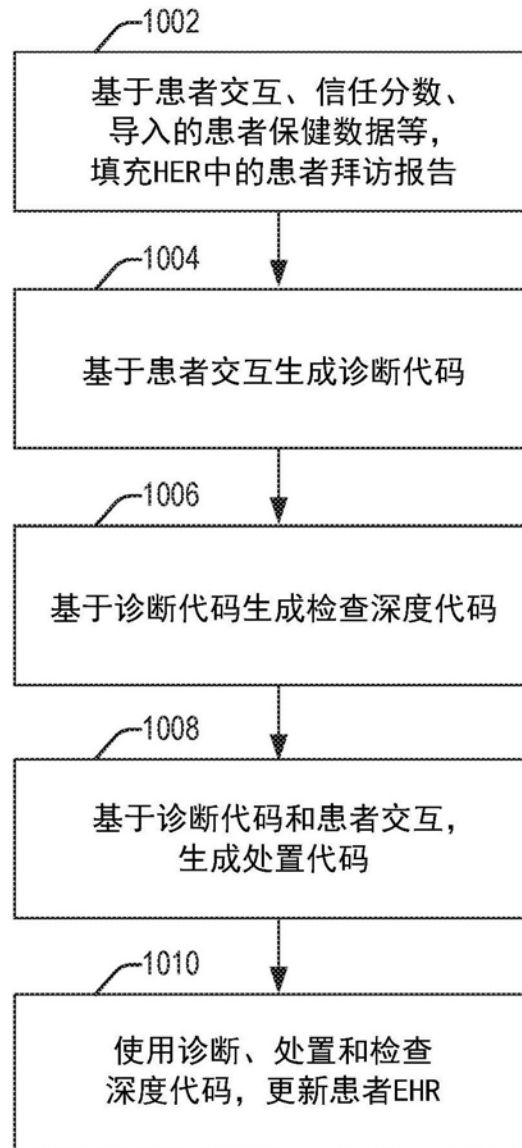 1002
基于患者交互、信任分数、
导入的患者保健数据等，
填充HER中的患者拜访报告
1004
基于患者交互生成诊断代码
1006
基于诊断代码生成检查深度代码
1008
基于诊断代码和患者交互，
生成处置代码
1010
使用诊断、处置和检查
深度代码，更新患者EHR